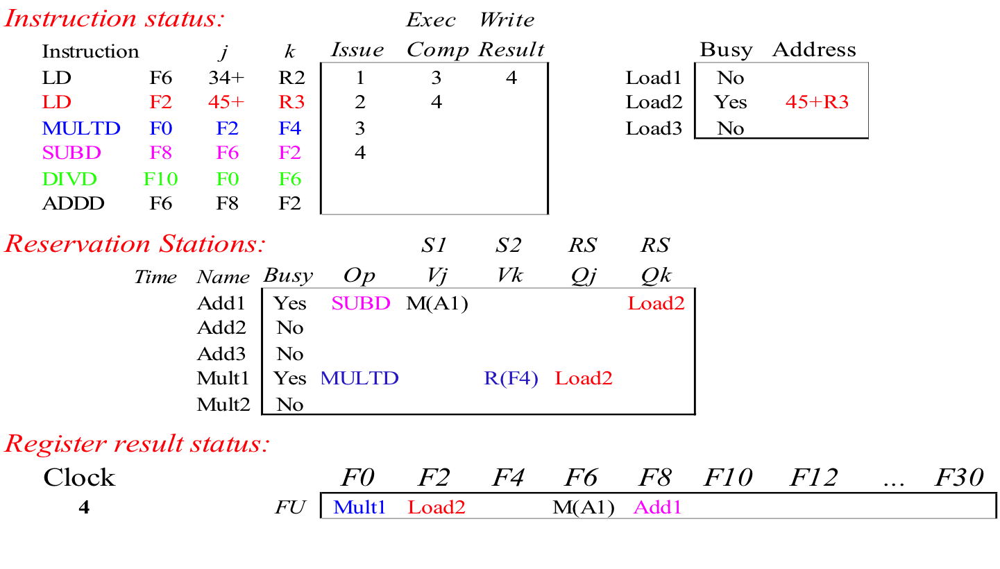 Instruction status: Exec Write
Instruction j k Issue Comp Result Busy Address
LD F6 34+ R2 1 3 4 Load1 No
LD F2 45+ R3 2 4 Load2 Yes 45+R3
MULTD F0 F2 F4 3 Load3 No
SUBD F8 F6 F2 4
DIVD F10 F0 F6
ADDD F6 F8 F2
Reservation Stations: S1 S2 RS RS
Time Name Busy Op Vj Vk Qj Qk
Add1 Yes SUBD M(A1) Load2
Add2 No
Add3 No
Mult1 Yes MULTD R(F4) Load2
Mult2 No
Register result status:
Clock F0 F2 F4 F6 F8 F10 F12 ... F30
4 FU Mult1 Load2 M(A1) Add1